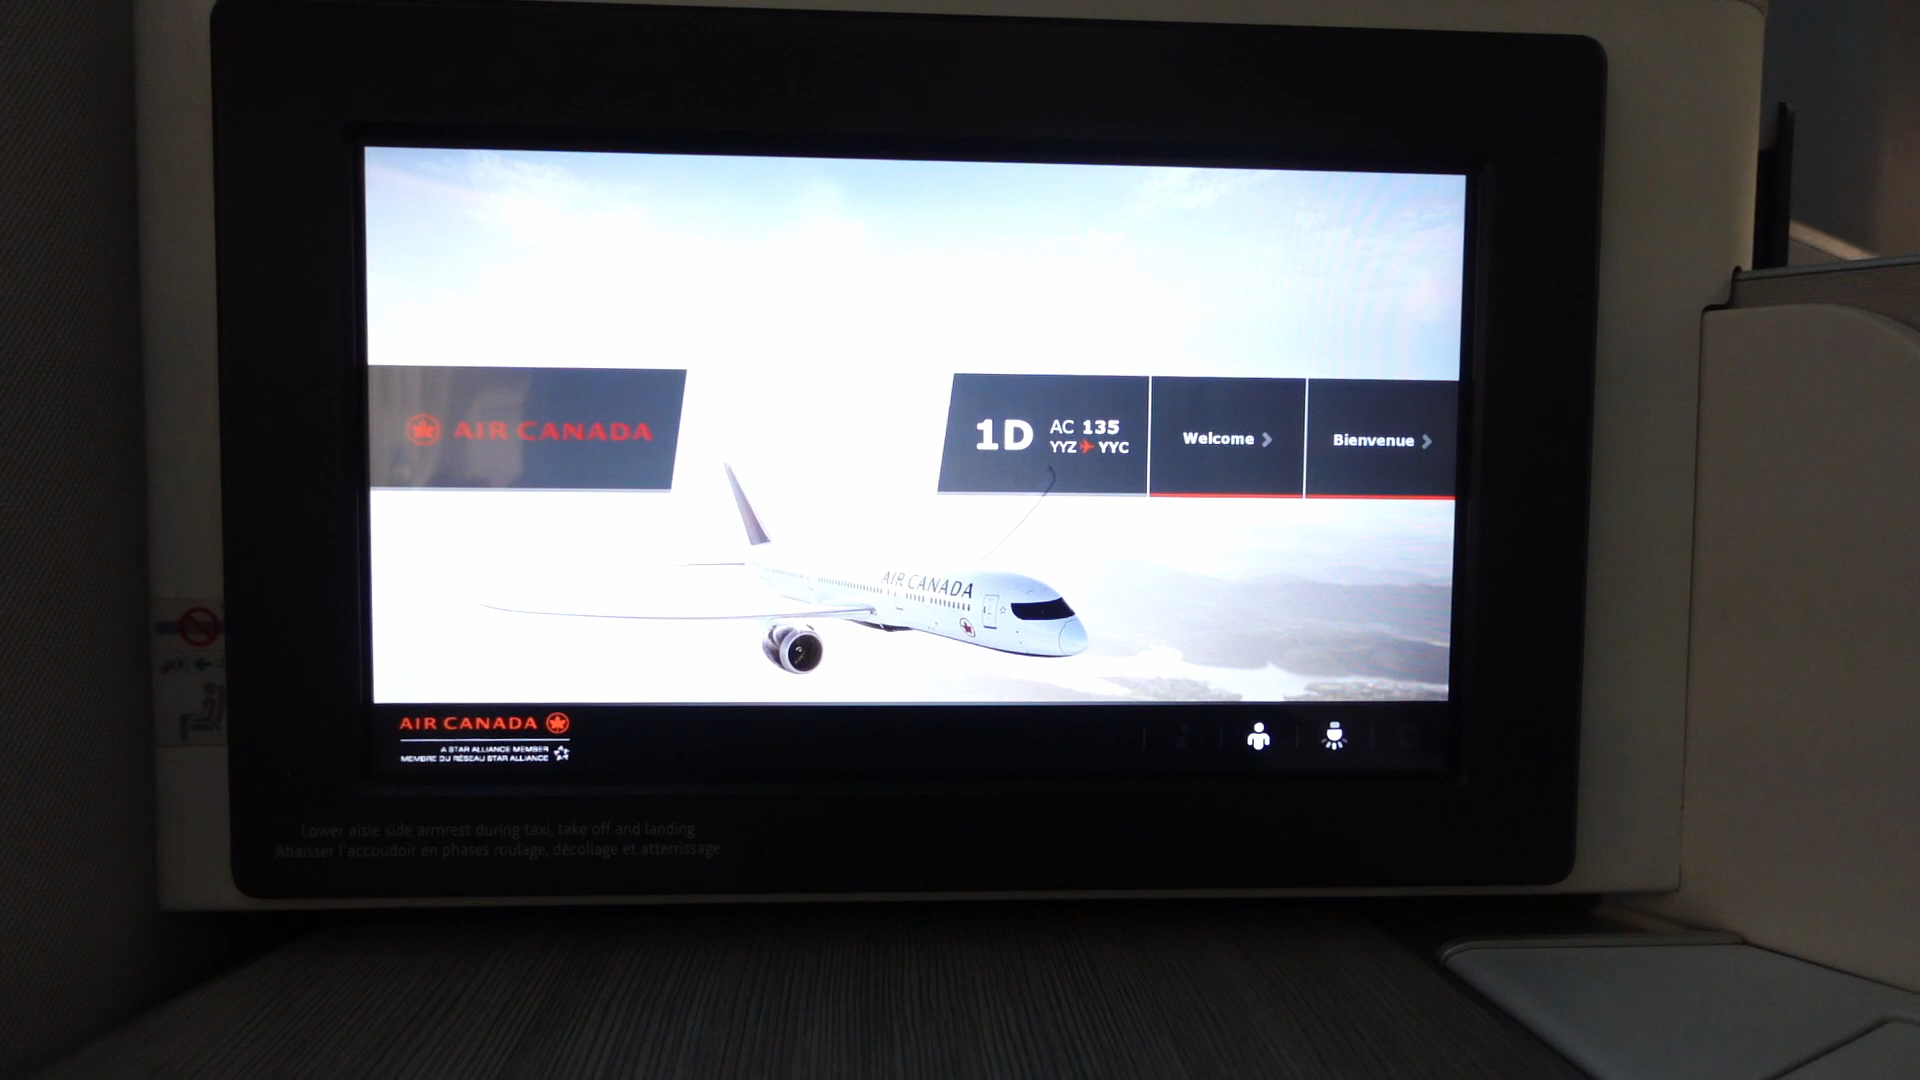 AIR CANADA
1D
AC 135
YYZ YYC
Welcome
Bienvenue
AIR CANADA
AIR CANADA
A STAR ALLIANCE MEMBER
MEMBRE DU RÉSEAU STAR ALLIANCE
Lower aisle side armrest during taxi, take off and landing
Abaisser l'accoudoir en phases roulage, décollage et atterrissage